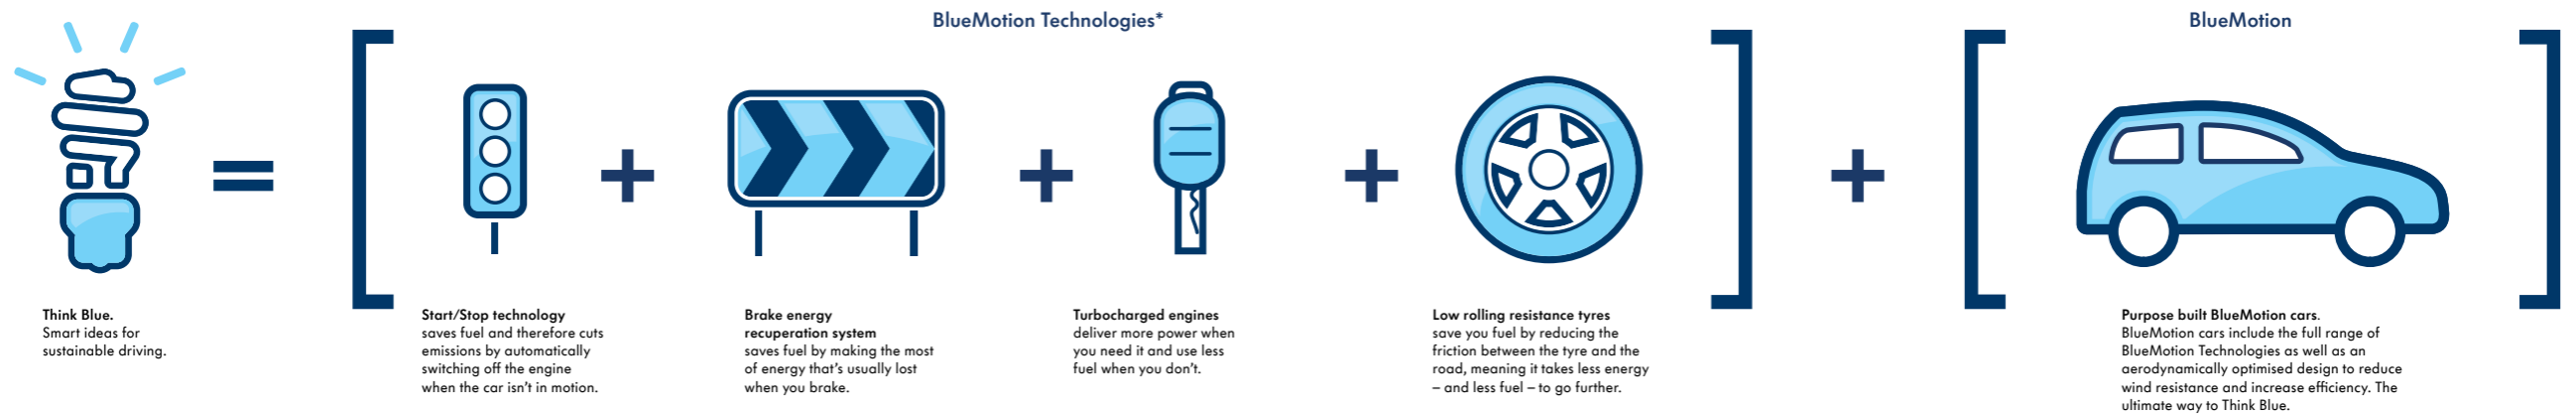 BlueMotion Technologies*
BlueMotion
Think Blue.
Smart ideas for
sustainable driving.
Start/Stop technology
saves fuel and therefore cuts
emissions by automatically
switching off the engine
when the car isn't in motion.
Brake energy
recuperation system
saves fuel by making the most
of energy that's usually lost
when you brake.
Turbocharged engines
deliver more power when
you need it and use less
fuel when you don't.
Low rolling resistance tyres
save you fuel by reducing the
friction between the tyre and the
road, meaning it takes less energy
– and less fuel – to go further.
Purpose built BlueMotion cars.
BlueMotion cars include the full range of
BlueMotion Technologies as well as an
aerodynamically optimised design to reduce
wind resistance and increase efficiency. The
ultimate way to Think Blue.